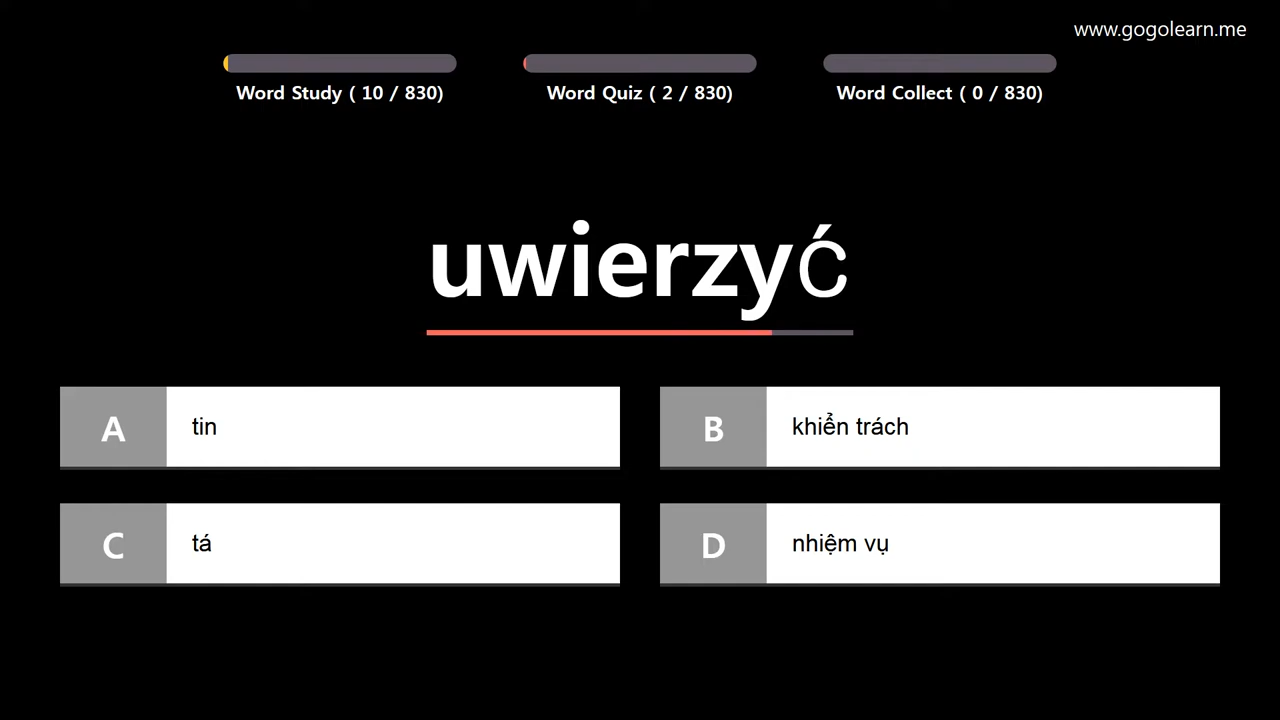 www.gogolearn.me
Word Study ( 10 / 830)
Word Quiz ( 2 / 830)
Word Collect ( 0 / 830)
uwierzyć
A tin
B khiển trách
C tá
D nhiệm vụ